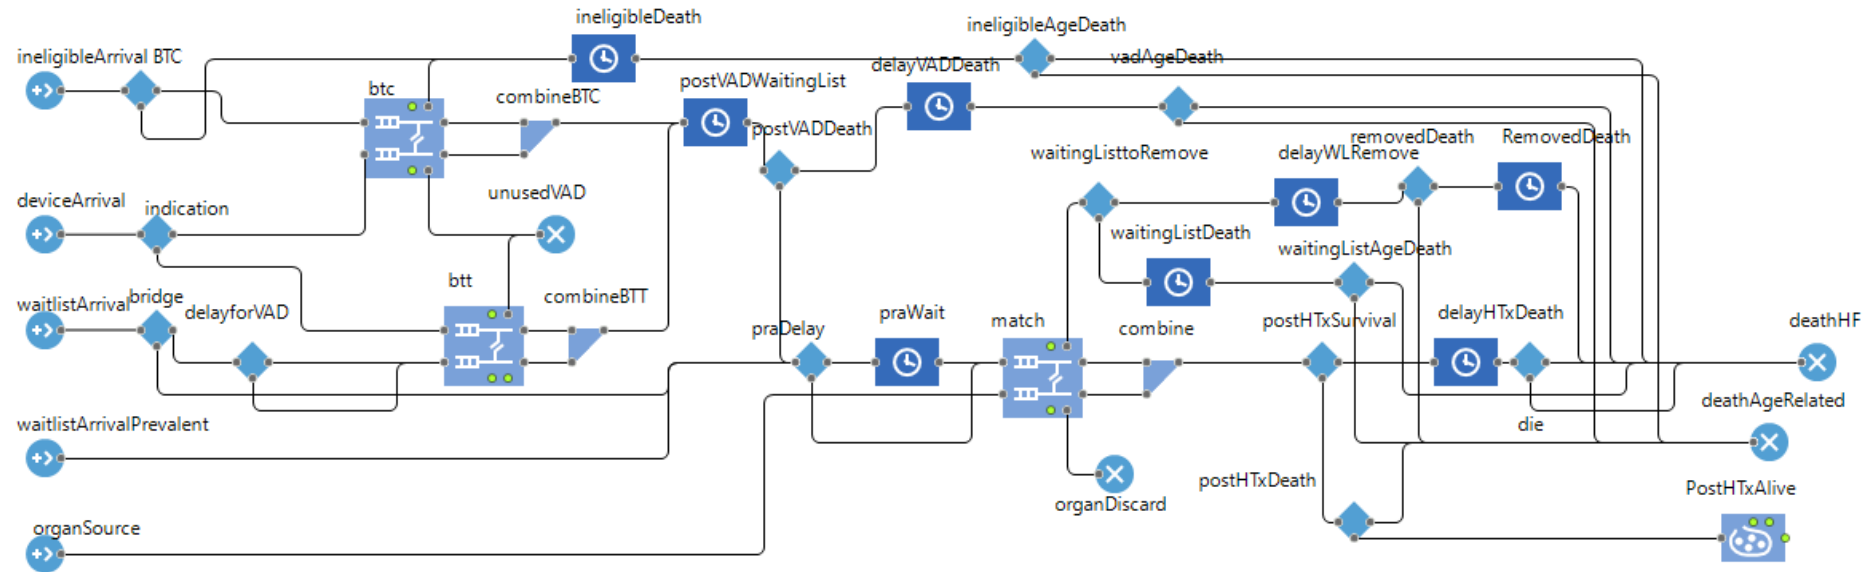 ineligibleDeath
ineligibleAgeDeath
ineligibleArrival BTC
vadAgeDeath
delayVADDeath
postVADWaitingList
btc
combineBTC
postVADDeath
removedDeath
RemovedDeath
waitingListtoRemove
delayWLRemove
unusedVAD
deviceArrival
indication
waitingListDeath
waitingListAgeDeath
btt
combineBTT
waitlistArrival
bridge
delayforVAD
praDelay
praWait
match
combine
postHTxSurvival
delayHTxDeath
deathHF
deathAgeRelated
waitlistArrivalPrevalent
die
postHTxDeath
PostHTxAlive
organDiscard
organSource